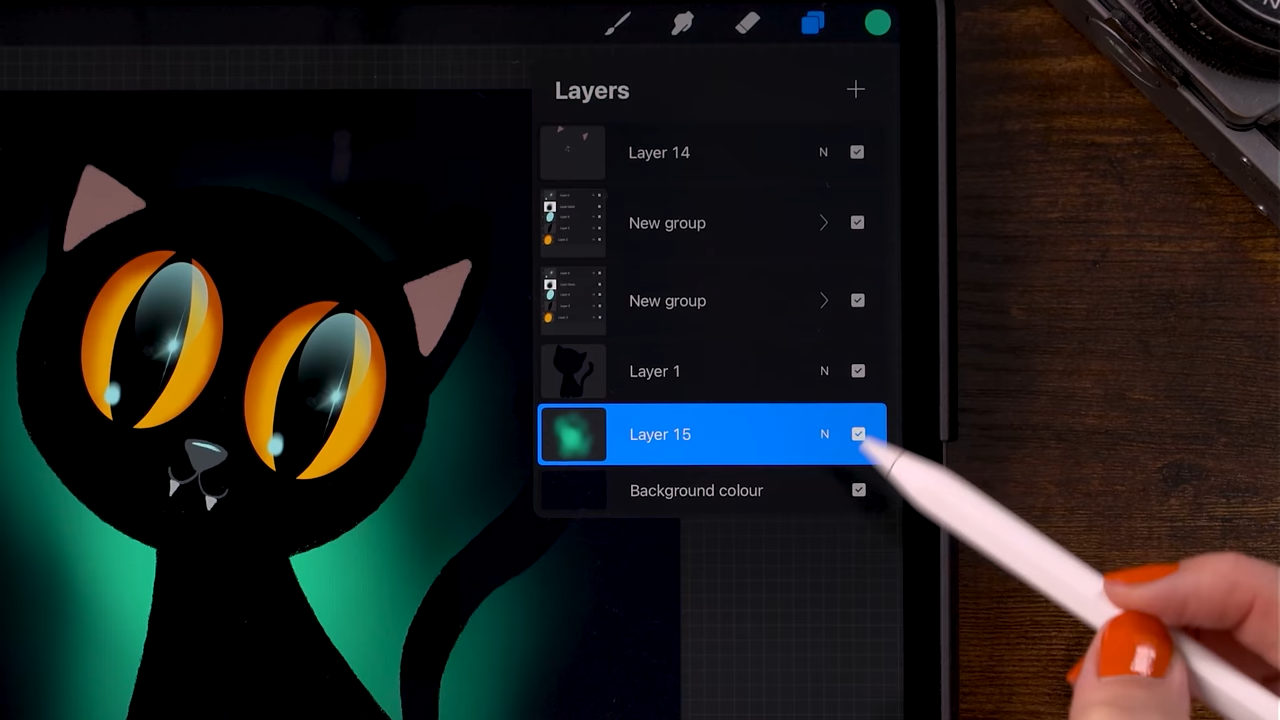 Layers
Layer 14 N
New group
New group
Layer 1 N
Layer 15 N
Background colour